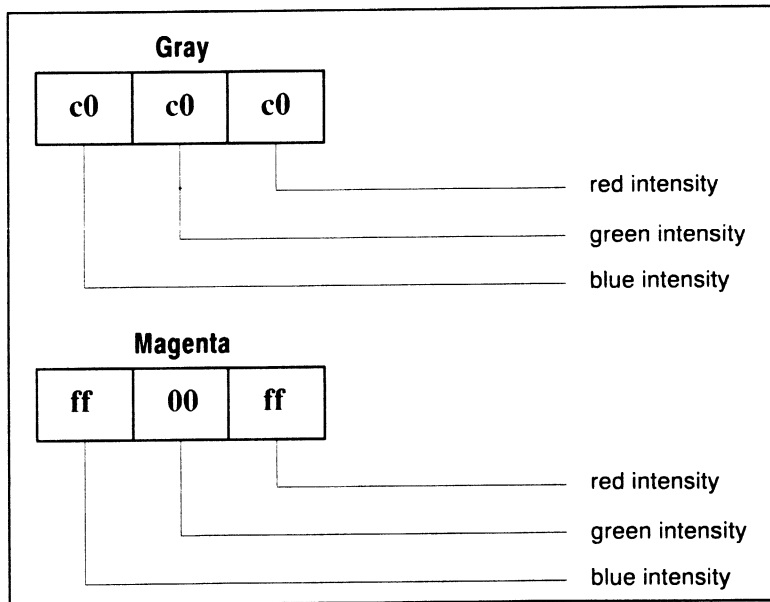 Gray
c0 c0 c0
red intensity
green intensity
blue intensity
Magenta
ff 00 ff
red intensity
green intensity
blue intensity